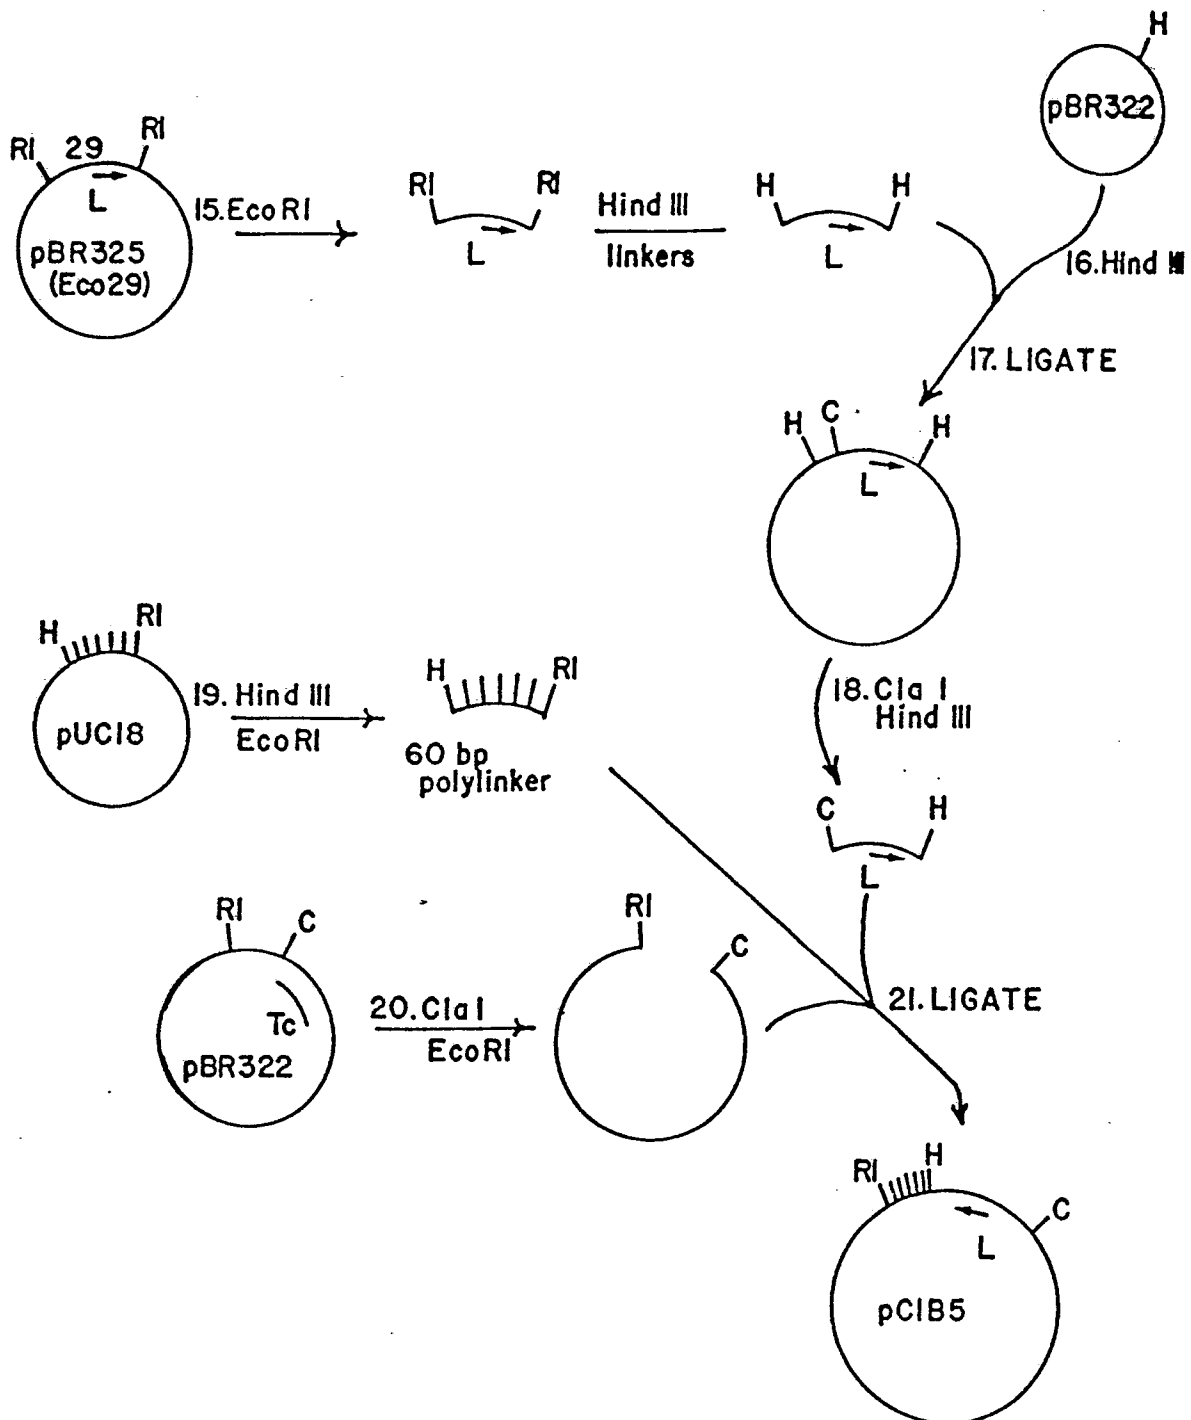 H
pBR322
RI
29
RI
L
pBR325
(Eco29)
15.EcoRI
RI
RI
L
Hind III
linkers
H
H
L
16.Hind III
17. LIGATE
H
C
H
L
H
RI
pUC18
19. Hind III
EcoRI
H
RI
60 bp
polylinker
18.Cla I
Hind III
C
H
L
RI
C
Tc
pBR322
20.ClaI
EcoRI
RI
C
21.LIGATE
RI
H
C
L
pCIB5